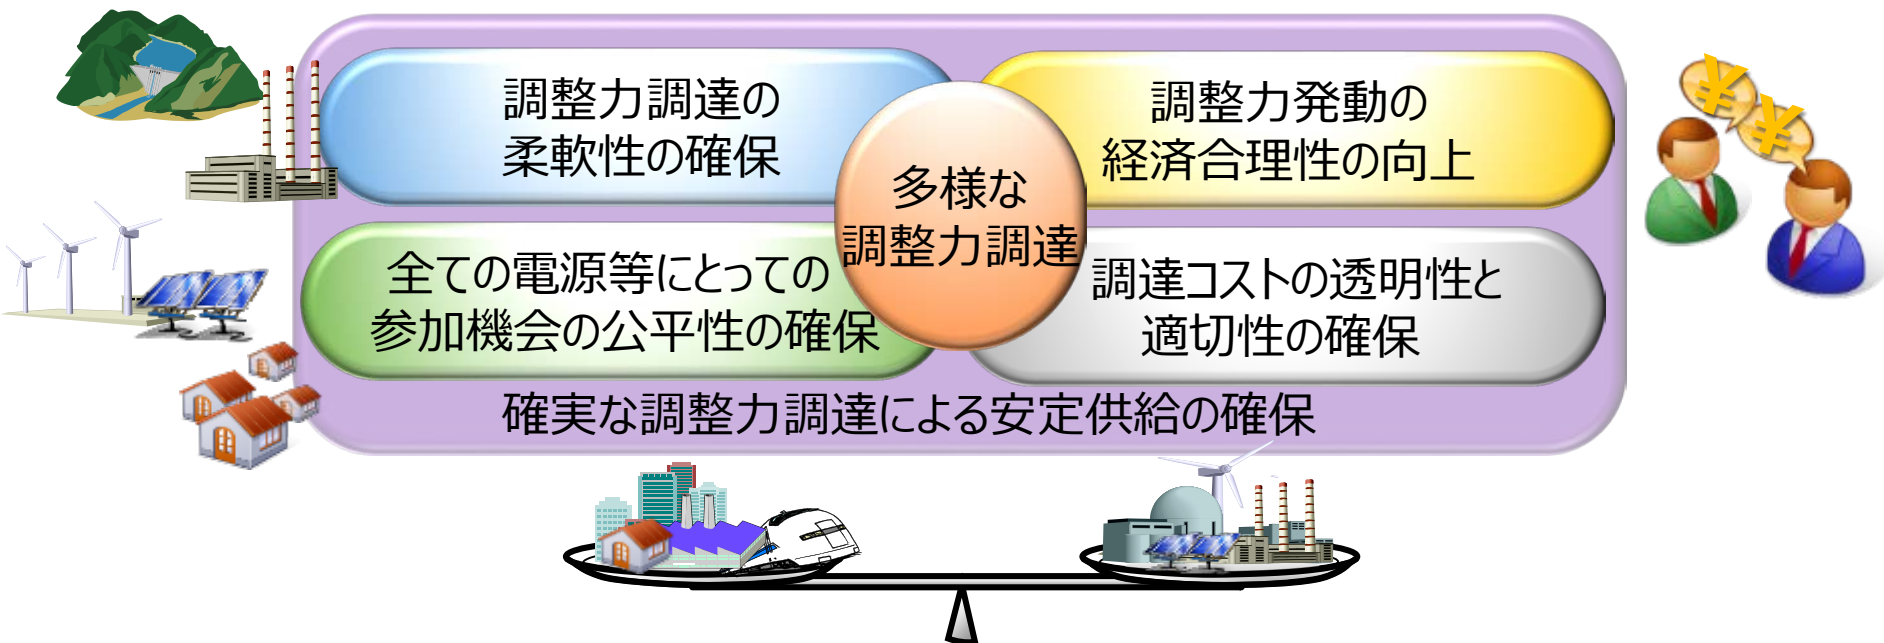 調整力調達の
柔軟性の確保
調整力発動の
経済合理性の向上
多様な
調整力調達
全ての電源等にとっての
参加機会の公平性の確保
調達コストの透明性と
適切性の確保
確実な調整力調達による安定供給の確保
¥
¥